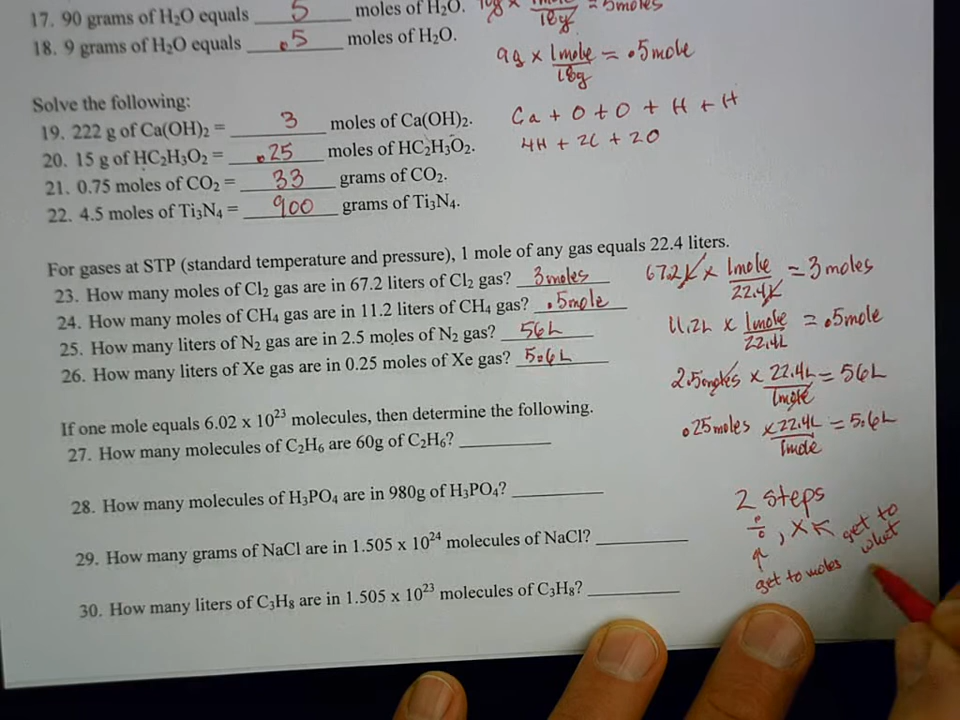 17. 90 grams of H₂O equals 5 moles of H₂O.
1mole = 5moles
18g
18. 9 grams of H₂O equals .5 moles of H₂O.
9g x 1mole = .5mole
18g
Solve the following:
19. 222 g of Ca(OH)₂ = 3 moles of Ca(OH)₂.
Ca + O + O + H + H
20. 15 g of HC₂H₃O₂ = .25 moles of HC₂H₃O₂.
4H + 2C + 2O
21. 0.75 moles of CO₂ = 33 grams of CO₂.
22. 4.5 moles of Ti₃N₄ = 900 grams of Ti₃N₄.
For gases at STP (standard temperature and pressure), 1 mole of any gas equals 22.4 liters.
23. How many moles of Cl₂ gas are in 67.2 liters of Cl₂ gas? 3moles
67.2L x 1mole = 3moles
22.4L
24. How many moles of CH₄ gas are in 11.2 liters of CH₄ gas? .5mole
11.2L x 1mole = .5mole
22.4L
25. How many liters of N₂ gas are in 2.5 moles of N₂ gas? 56L
2.5moles x 22.4L = 56L
1mole
26. How many liters of Xe gas are in 0.25 moles of Xe gas? 5.6L
.25moles x 22.4L = 5.6L
1mole
If one mole equals 6.02 x 10²³ molecules, then determine the following.
27. How many molecules of C₂H₆ are 60g of C₂H₆?
28. How many molecules of H₃PO₄ are in 980g of H₃PO₄?
29. How many grams of NaCl are in 1.505 x 10²⁴ molecules of NaCl?
30. How many liters of C₃H₈ are in 1.505 x 10²³ molecules of C₃H₈?
2 steps
÷, x get to
what
get to moles